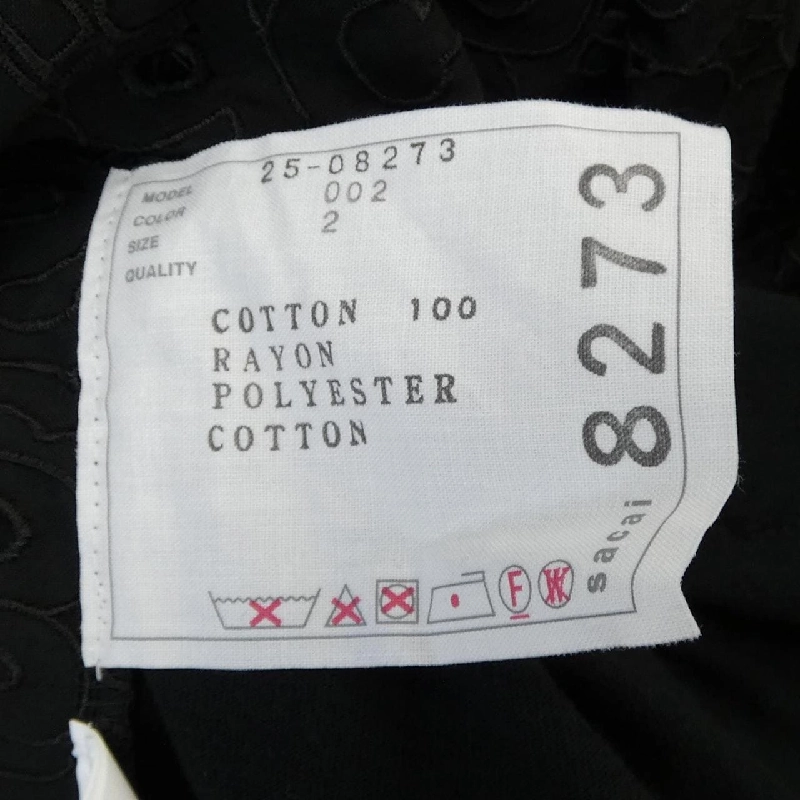 MODEL 25-08273
COLOR 002
SIZE 2
QUALITY
COTTON 100
RAYON
POLYESTER
COTTON
F
W
sacai
8273